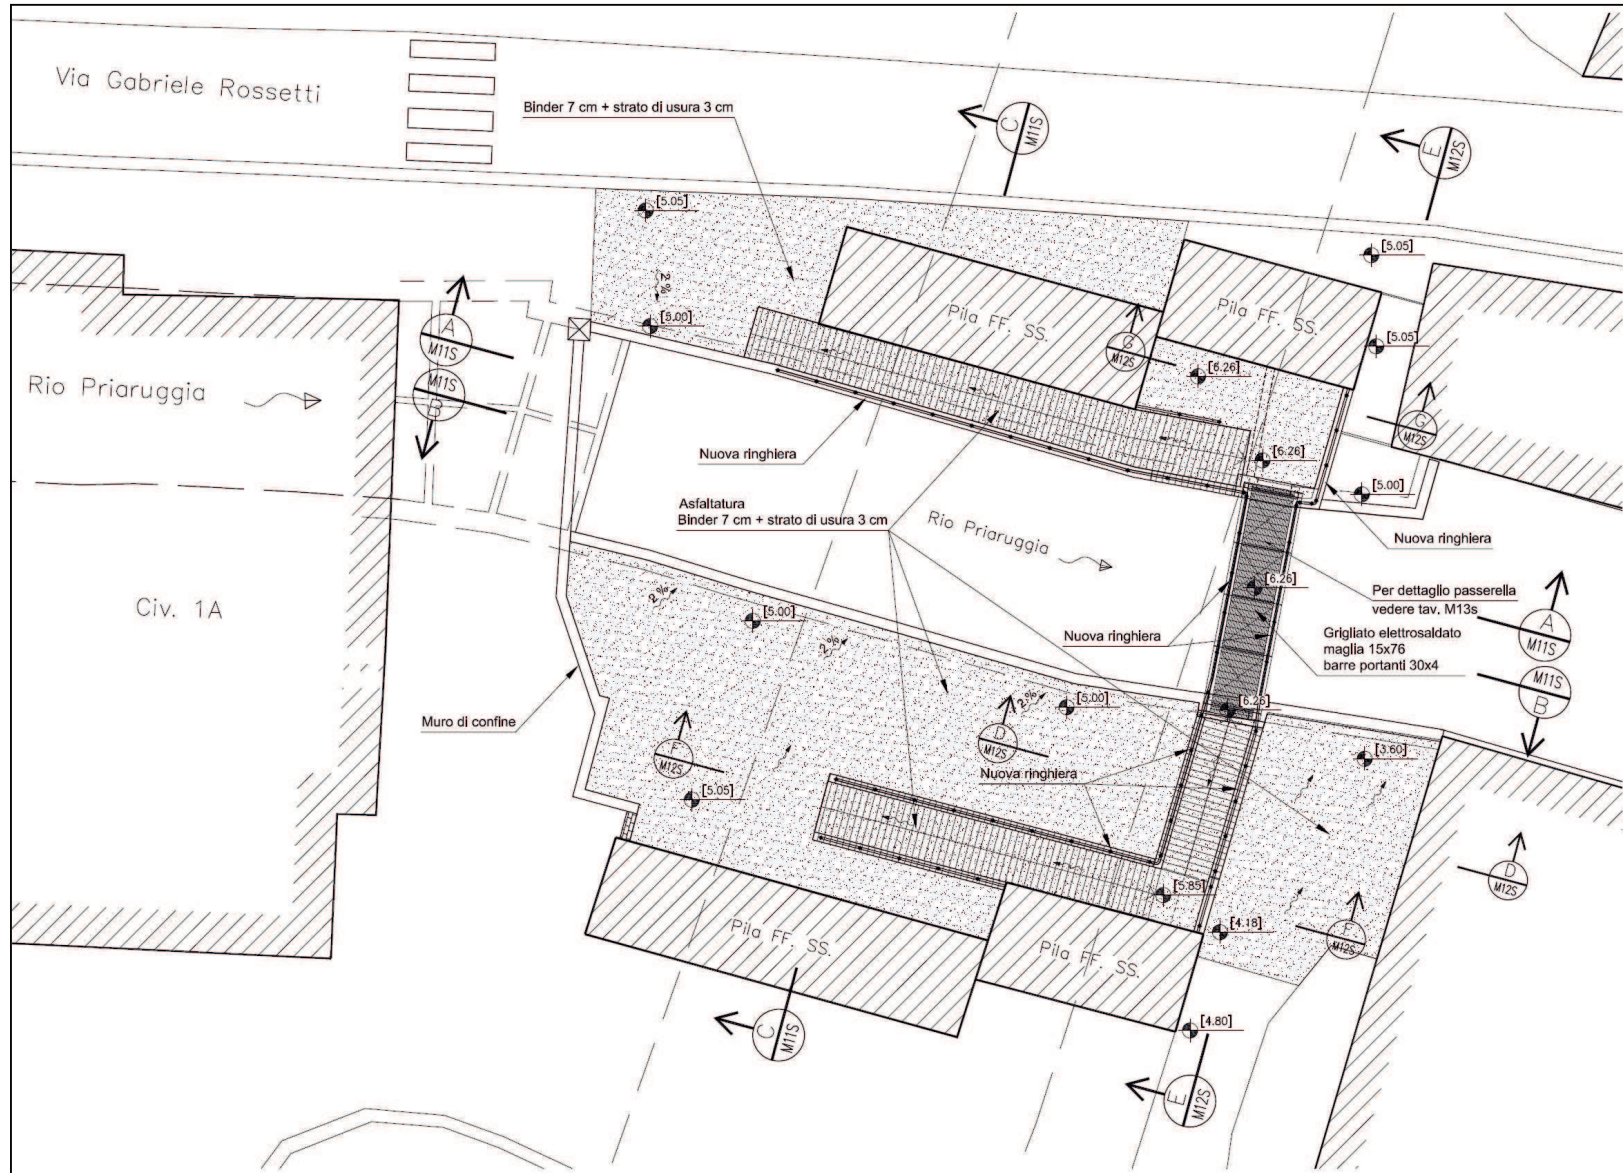 Via Gabriele Rossetti
Binder 7 cm + strato di usura 3 cm
C
M11S
E
M12S
[5.05]
[5.05]
2%
Pila FF. SS.
Pila FF. SS.
[5.00]
[5.05]
A
M11S
M11S
B
G
M12S
[6.26]
Rio Priaruggia
G
M12S
Nuova ringhiera
[6.26]
[5.00]
Asfaltatura
Binder 7 cm + strato di usura 3 cm
Rio Priaruggia
Nuova ringhiera
[6.26]
Per dettaglio passerella
vedere tav. M13s
Civ. 1A
2%
[5.00]
2%
Nuova ringhiera
Grigliato elettrosaldato
maglia 15x76
barre portanti 30x4
A
M11S
M11S
B
Muro di confine
2%
[5.00]
[6.26]
D
M12S
F
M12S
[3.60]
Nuova ringhiera
[5.05]
D
M12S
[5.85]
[4.18]
F
M12S
Pila FF. SS.
Pila FF. SS.
C
M11S
[4.80]
E
M12S